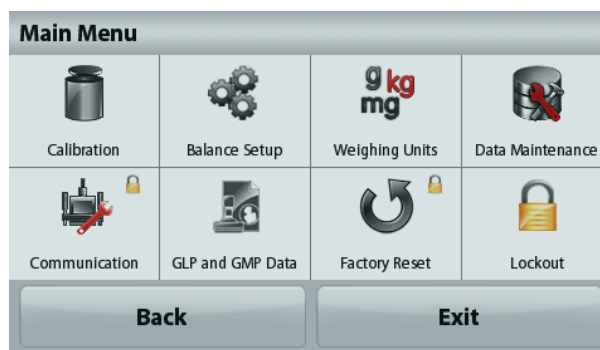 Main Menu
g kg
mg
Calibration
Balance Setup
Weighing Units
Data Maintenance
Communication
GLP and GMP Data
Factory Reset
Lockout
Back
Exit